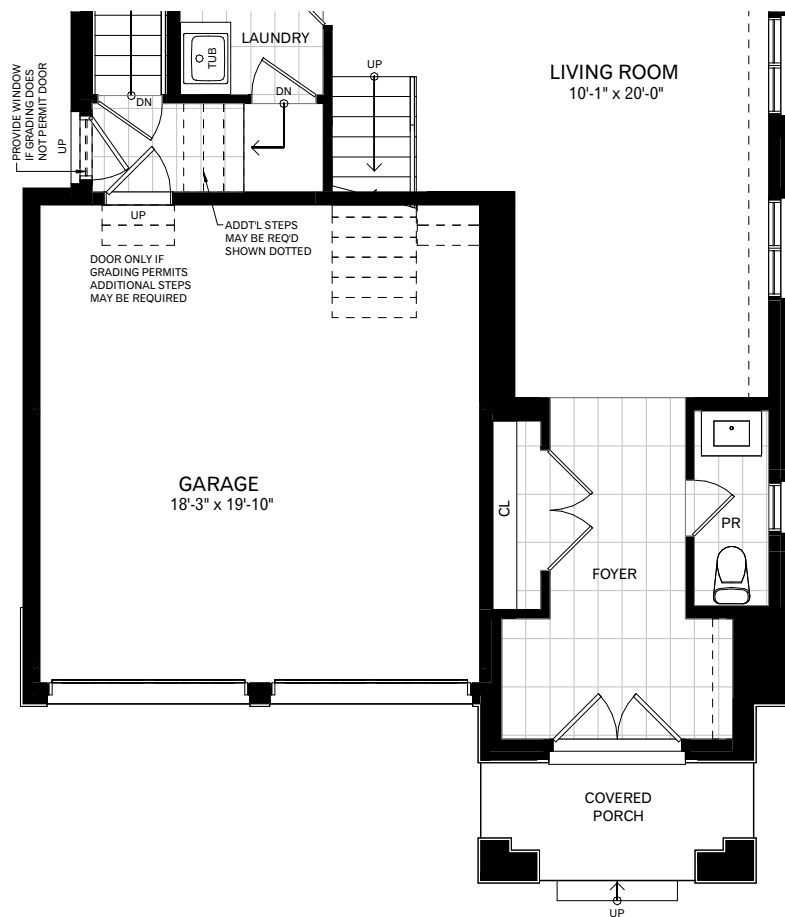 LAUNDRY
TUB
UP
LIVING ROOM
10'-1" x 20'-0"
DN
DN
PROVIDE WINDOW
IF GRADING DOES
NOT PERMIT DOOR
UP
UP
ADDT'L STEPS
MAY BE REQ'D
SHOWN DOTTED
DOOR ONLY IF
GRADING PERMITS
ADDITIONAL STEPS
MAY BE REQUIRED
GARAGE
18'-3" x 19'-10"
CL
PR
FOYER
COVERED
PORCH
UP